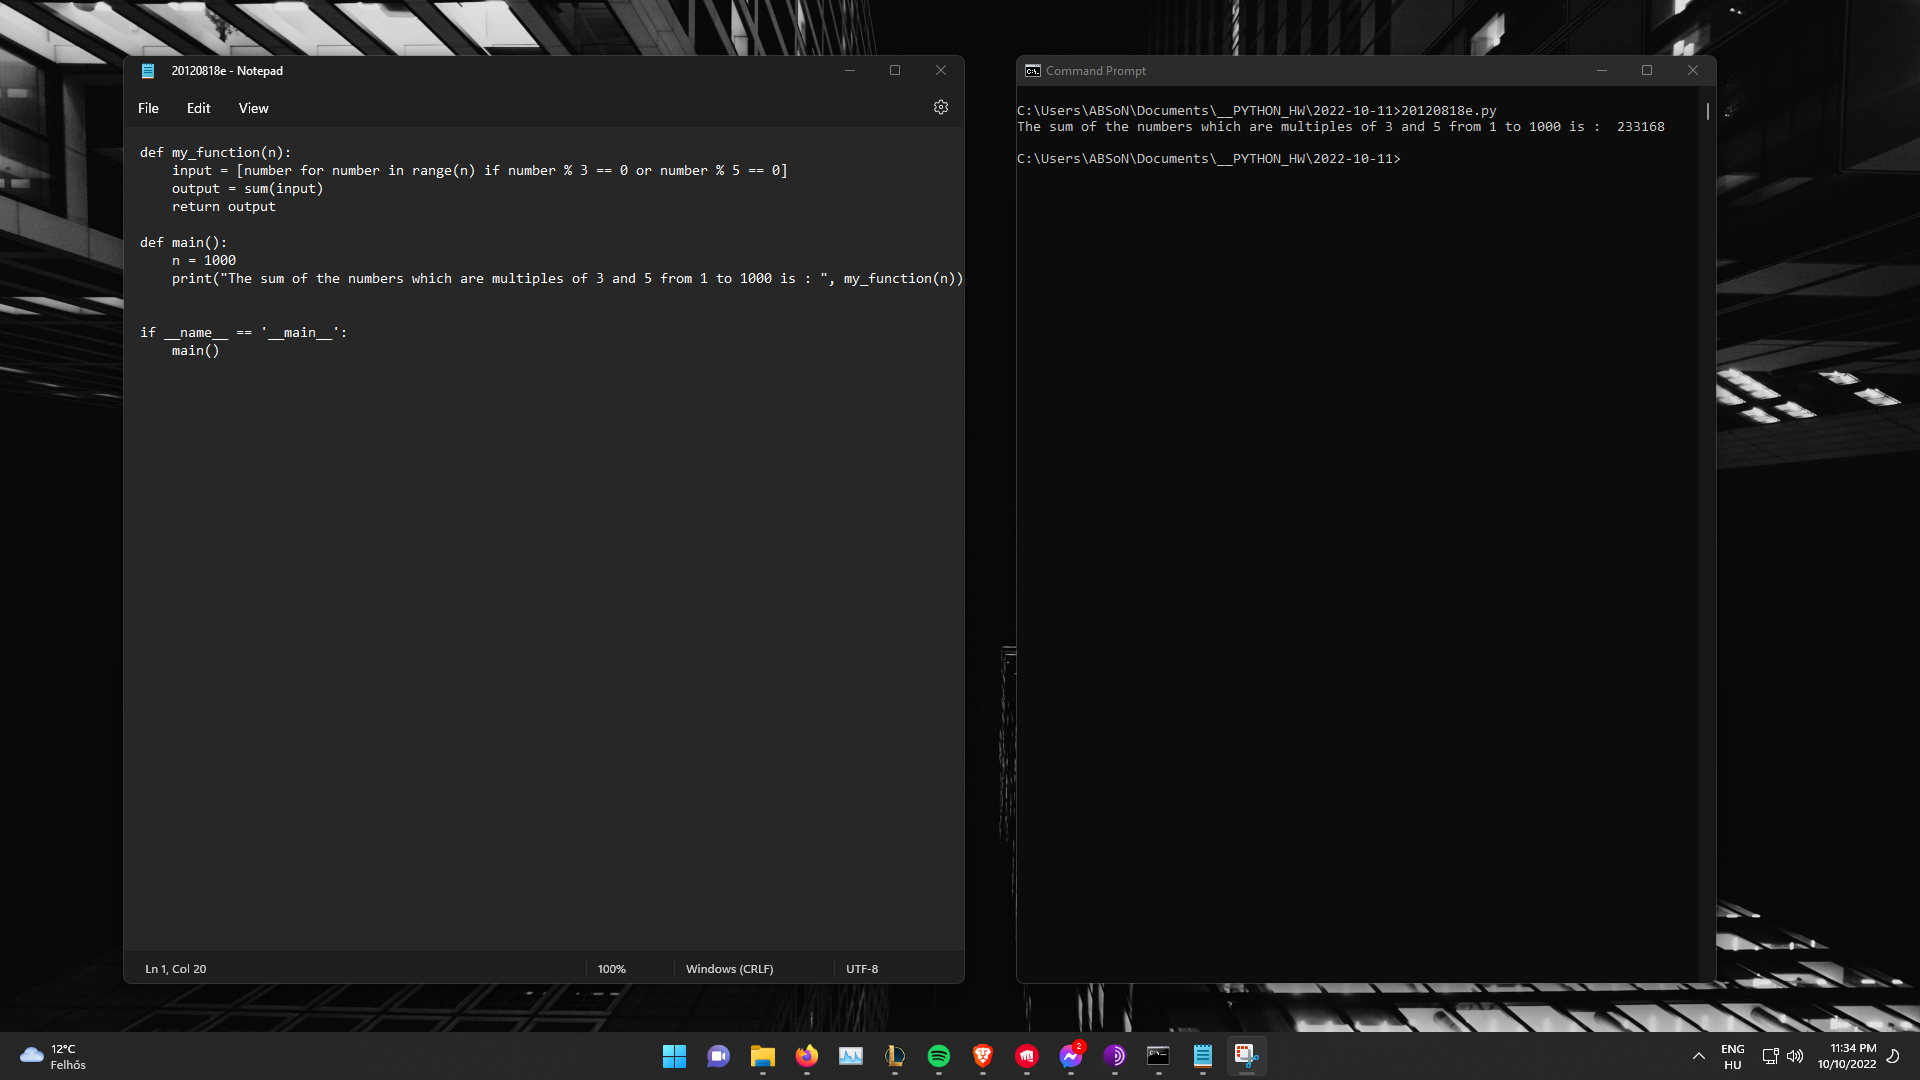 20120818e - Notepad
File Edit View
def my_function(n):
    input = [number for number in range(n) if number % 3 == 0 or number % 5 == 0]
    output = sum(input)
    return output
def main():
    n = 1000
    print("The sum of the numbers which are multiples of 3 and 5 from 1 to 1000 is : ", my_function(n))
if __name__ == '__main__':
    main()
Ln 1, Col 20 100% Windows (CRLF) UTF-8
Command Prompt
C:\Users\ABSoN\Documents\__PYTHON_HW\2022-10-11>20120818e.py
The sum of the numbers which are multiples of 3 and 5 from 1 to 1000 is :  233168
C:\Users\ABSoN\Documents\__PYTHON_HW\2022-10-11>
12°C
Felhős
2
ENG
HU
11:34 PM
10/10/2022